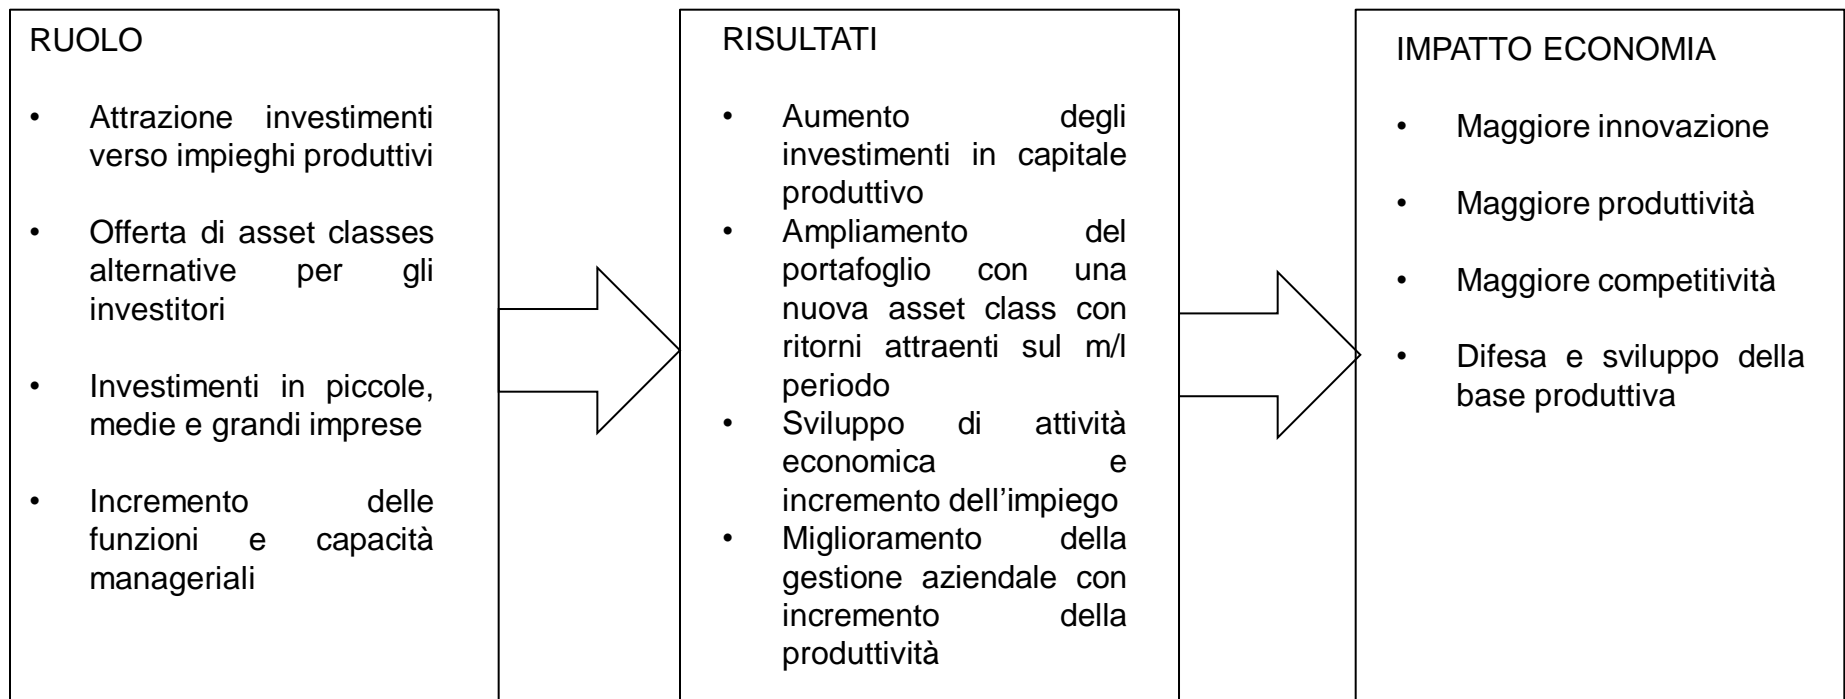 RUOLO
• Attrazione investimenti
verso impieghi produttivi
• Offerta di asset classes
alternative per gli
investitori
• Investimenti in piccole,
medie e grandi imprese
• Incremento delle
funzioni e capacità
manageriali
RISULTATI
• Aumento degli
investimenti in capitale
produttivo
• Ampliamento del
portafoglio con una
nuova asset class con
ritorni attraenti sul m/l
periodo
• Sviluppo di attività
economica e
incremento dell’impiego
• Miglioramento della
gestione aziendale con
incremento della
produttività
IMPATTO ECONOMIA
• Maggiore innovazione
• Maggiore produttività
• Maggiore competitività
• Difesa e sviluppo della
base produttiva